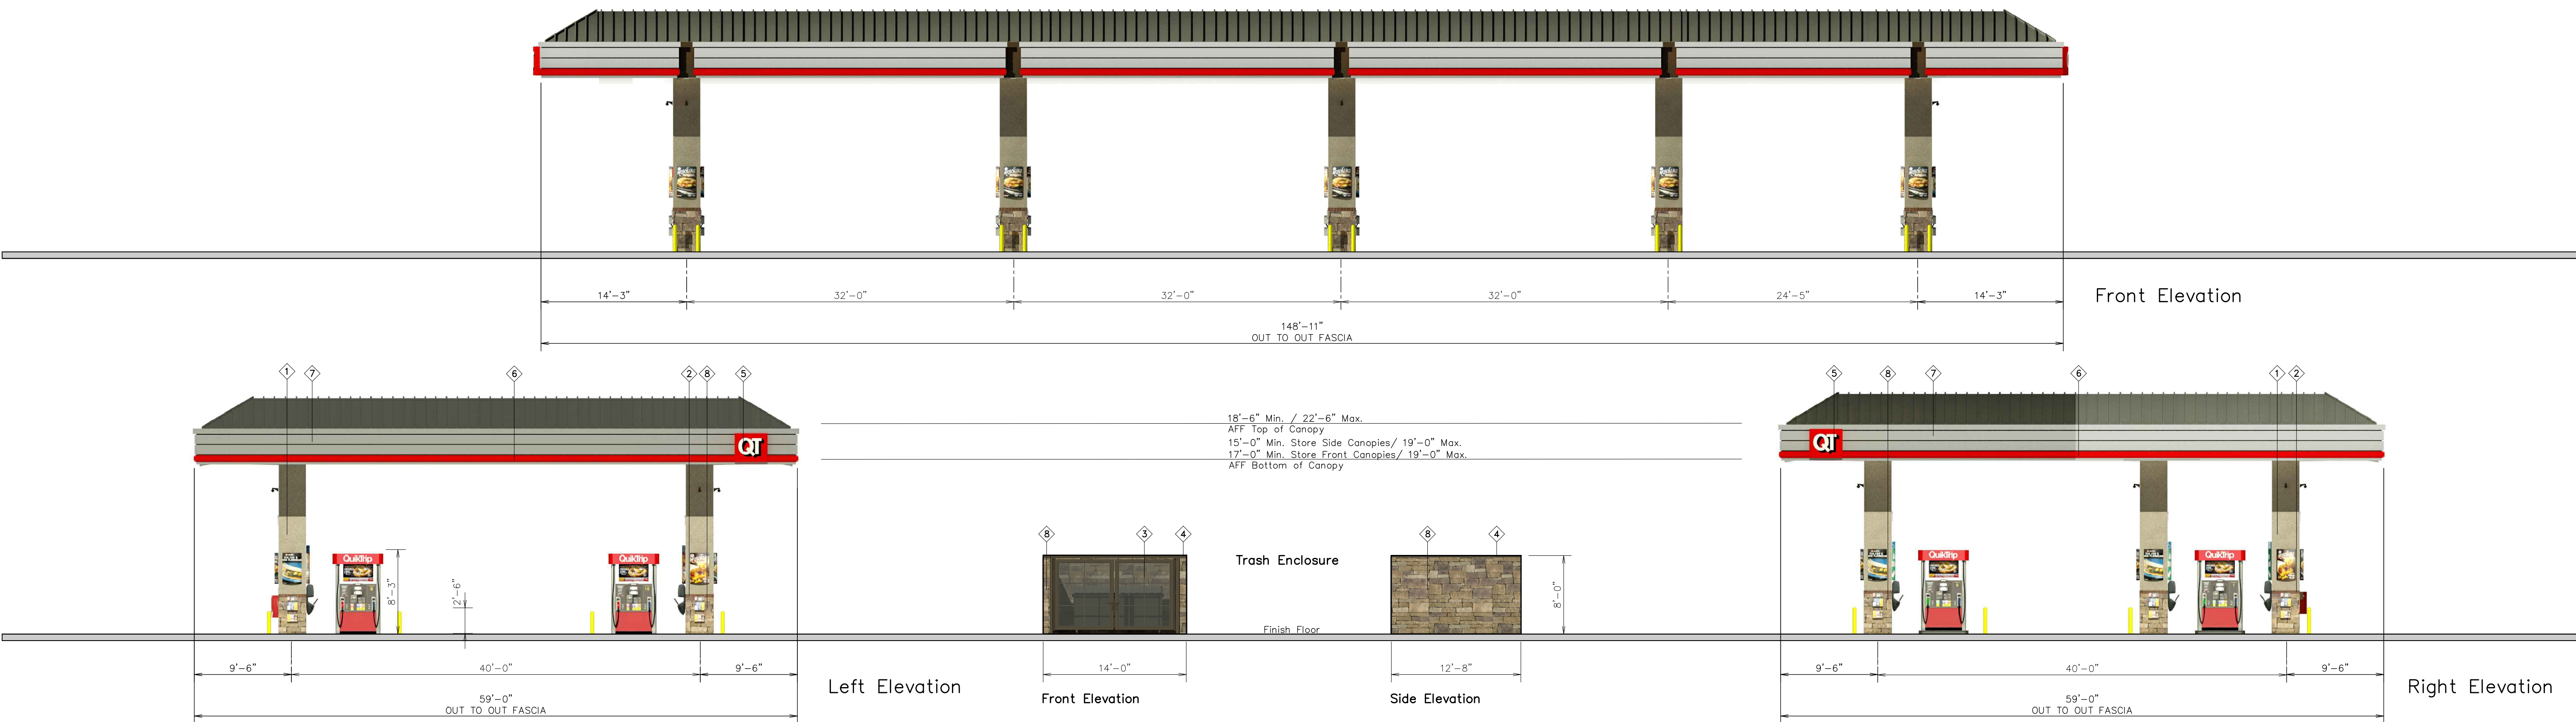 14'-3"
32'-0"
32'-0"
32'-0"
24'-5"
14'-3"
Front Elevation
148'-11"
OUT TO OUT FASCIA
1
7
6
2
8
5
QT
QuikTrip
QuikTrip
8'-3"
2'-6"
9'-6"
40'-0"
9'-6"
59'-0"
OUT TO OUT FASCIA
Left Elevation
18'-6" Min. / 22'-6" Max.
AFF Top of Canopy
15'-0" Min. Store Side Canopies/ 19'-0" Max.
17'-0" Min. Store Front Canopies/ 19'-0" Max.
AFF Bottom of Canopy
8
3
4
Trash Enclosure
8
4
8'-0"
Finish Floor
14'-0"
12'-8"
Front Elevation
Side Elevation
5
8
7
6
1
2
QT
QuikTrip
QuikTrip
9'-6"
40'-0"
9'-6"
59'-0"
OUT TO OUT FASCIA
Right Elevation